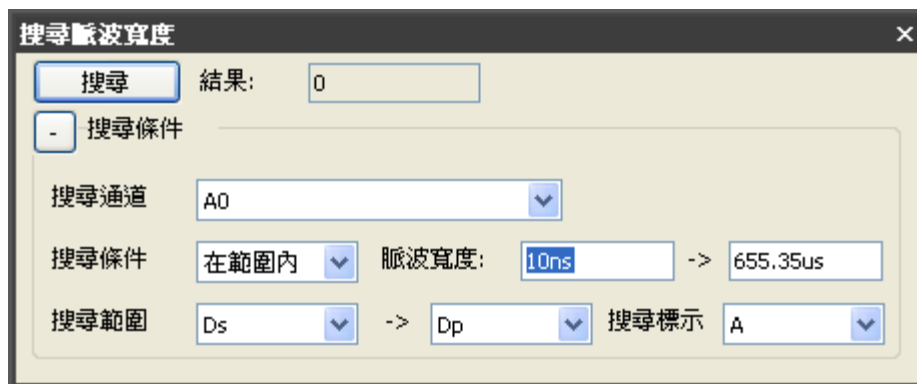 搜尋脈波寬度
搜尋 結果: 0
- 搜尋條件
搜尋通道 A0
搜尋條件 在範圍內 脈波寬度: 10ns -> 655.35us
搜尋範圍 Ds -> Dp 搜尋標示 A